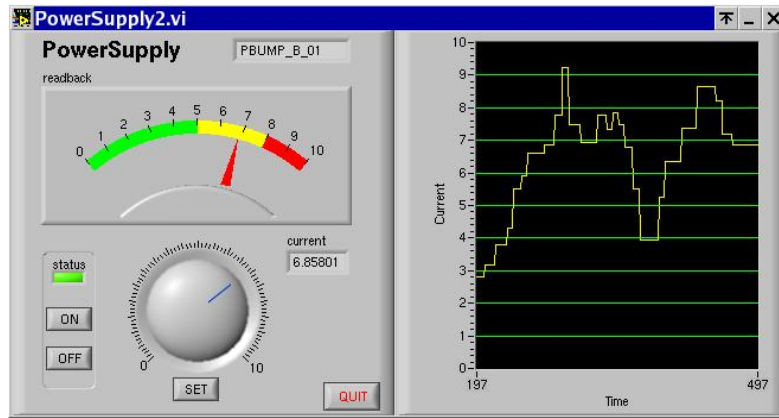 PowerSupply2.vi
PowerSupply
PBUMP_B_01
readback
0 1 2 3 4 5 6 7 8 9 10
current
6.85801
status
ON
OFF
0
10
SET
QUIT
10
9
8
7
6
5
4
3
2
1
0
Current
197
497
Time